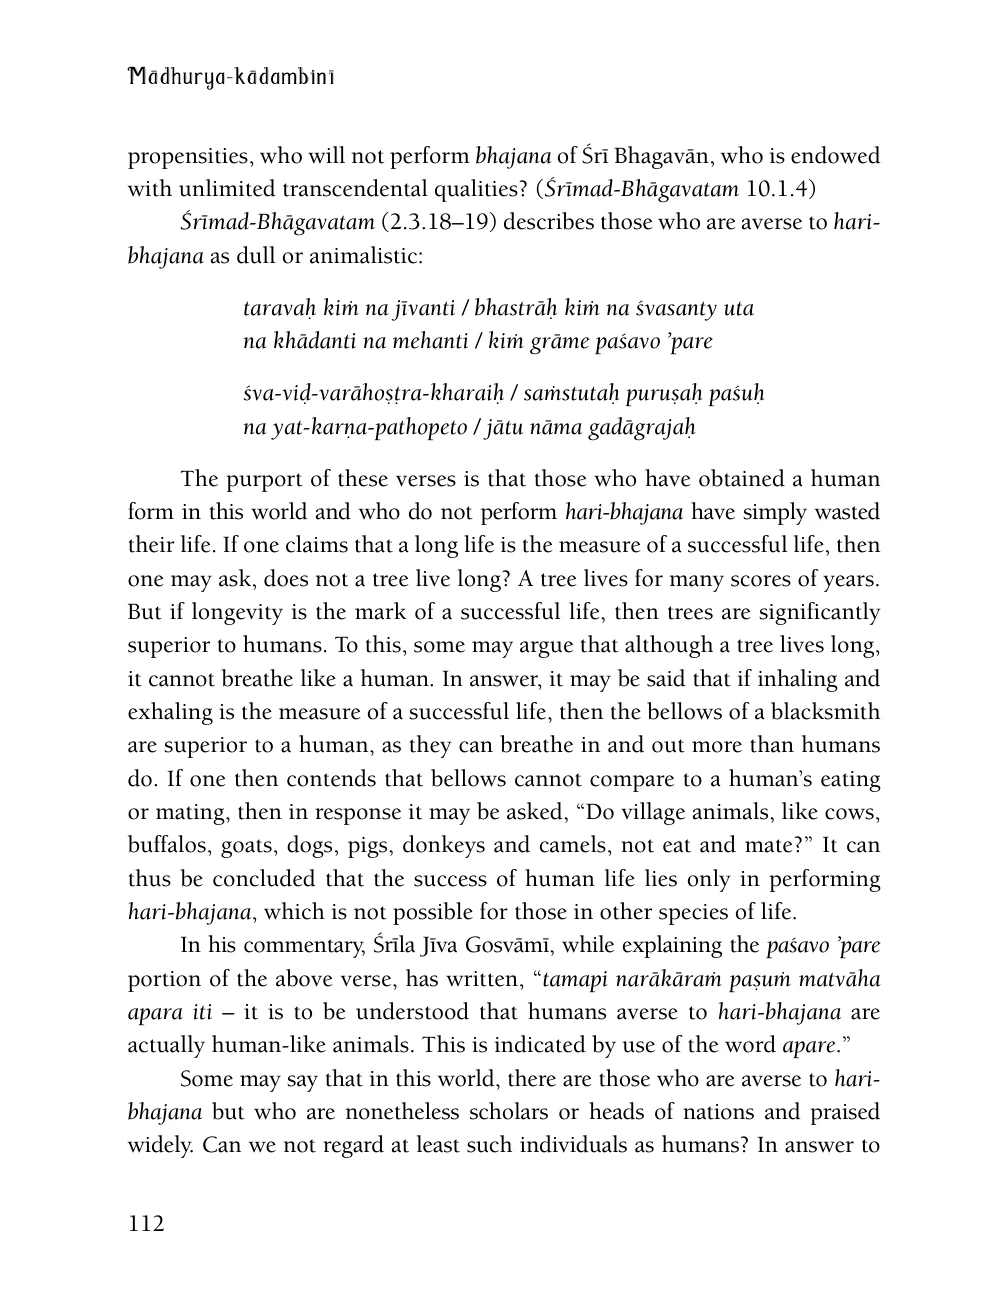 Mādhurya-kādambinī
propensities, who will not perform bhajana of Śrī Bhagavān, who is endowed
with unlimited transcendental qualities? (Śrīmad-Bhāgavatam 10.1.4)
Śrīmad-Bhāgavatam (2.3.18–19) describes those who are averse to hari-
bhajana as dull or animalistic:
taravaḥ kiṁ na jīvanti / bhastrāḥ kiṁ na śvasanty uta
na khādanti na mehanti / kiṁ grāme paśavo ’pare
śva-viḍ-varāhoṣṭra-kharaiḥ / saṁstutaḥ puruṣaḥ paśuḥ
na yat-karṇa-pathopeto / jātu nāma gadāgrajaḥ
The purport of these verses is that those who have obtained a human
form in this world and who do not perform hari-bhajana have simply wasted
their life. If one claims that a long life is the measure of a successful life, then
one may ask, does not a tree live long? A tree lives for many scores of years.
But if longevity is the mark of a successful life, then trees are significantly
superior to humans. To this, some may argue that although a tree lives long,
it cannot breathe like a human. In answer, it may be said that if inhaling and
exhaling is the measure of a successful life, then the bellows of a blacksmith
are superior to a human, as they can breathe in and out more than humans
do. If one then contends that bellows cannot compare to a human’s eating
or mating, then in response it may be asked, “Do village animals, like cows,
buffalos, goats, dogs, pigs, donkeys and camels, not eat and mate?” It can
thus be concluded that the success of human life lies only in performing
hari-bhajana, which is not possible for those in other species of life.
In his commentary, Śrīla Jīva Gosvāmī, while explaining the paśavo ’pare
portion of the above verse, has written, “tamapi narākāraṁ paṣuṁ matvāha
apara iti – it is to be understood that humans averse to hari-bhajana are
actually human-like animals. This is indicated by use of the word apare.”
Some may say that in this world, there are those who are averse to hari-
bhajana but who are nonetheless scholars or heads of nations and praised
widely. Can we not regard at least such individuals as humans? In answer to
112